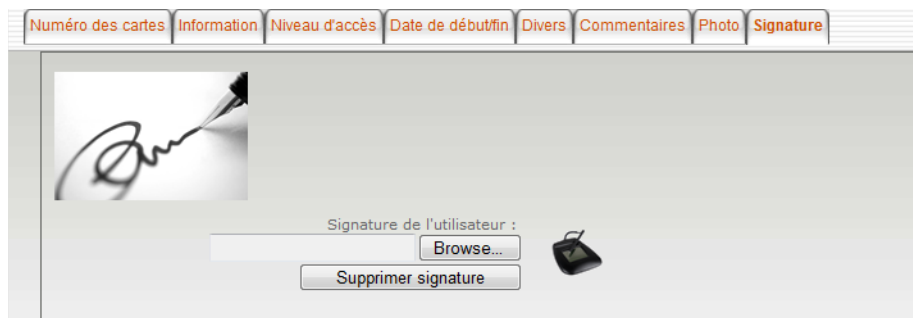 Numéro des cartes Information Niveau d'accès Date de début/fin Divers Commentaires Photo Signature
Signature de l'utilisateur :
Browse...
Supprimer signature